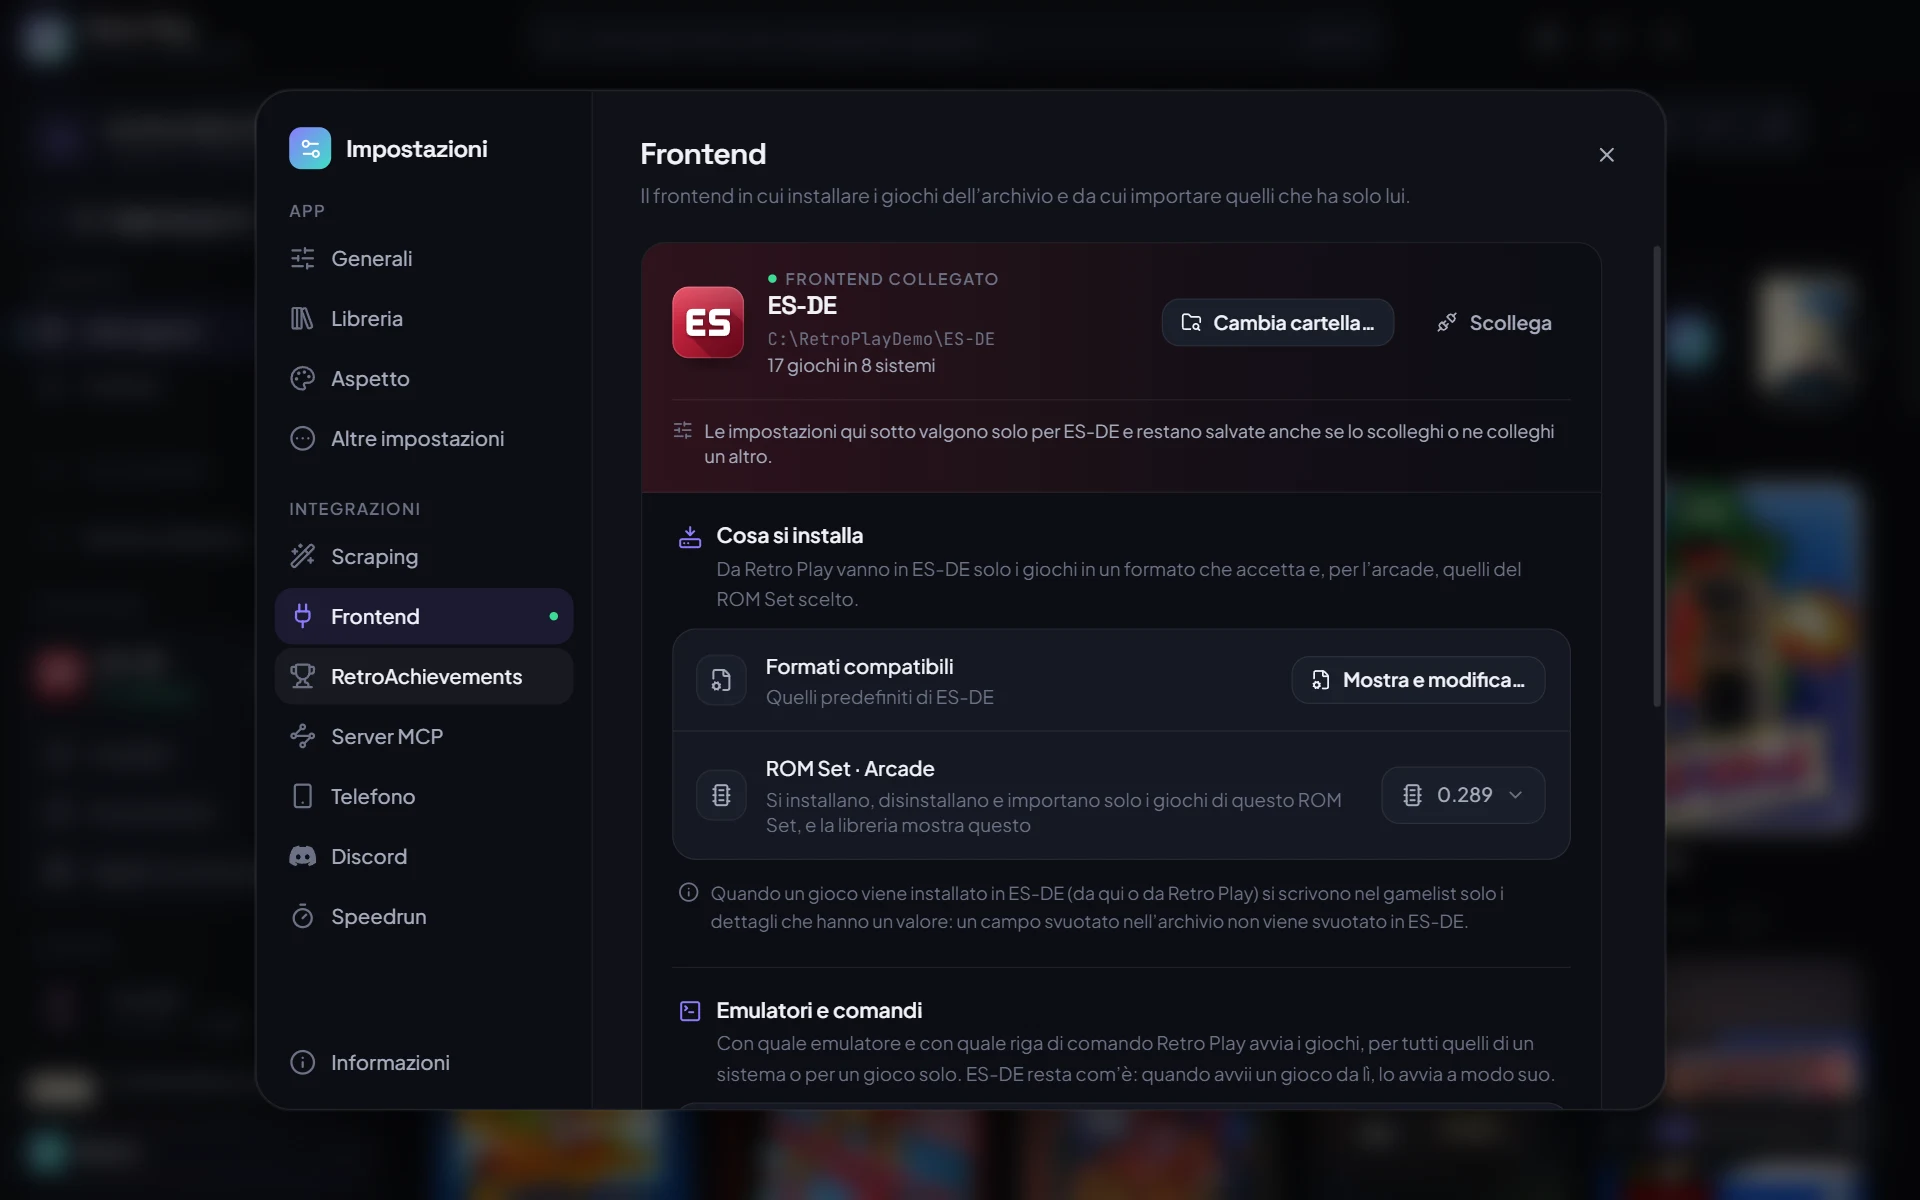 Impostazioni
APP
Generali
Libreria
Aspetto
Altre impostazioni
INTEGRAZIONI
Scraping
Frontend
RetroAchievements
Server MCP
Telefono
Discord
Speedrun
Informazioni
Frontend
Il frontend in cui installare i giochi dell’archivio e da cui importare quelli che ha solo lui.
ES
FRONTEND COLLEGATO
ES-DE
C:\RetroPlayDemo\ES-DE
17 giochi in 8 sistemi
Cambia cartella…
Scollega
Le impostazioni qui sotto valgono solo per ES-DE e restano salvate anche se lo scolleghi o ne colleghi
un altro.
Cosa si installa
Da Retro Play vanno in ES-DE solo i giochi in un formato che accetta e, per l’arcade, quelli del
ROM Set scelto.
Formati compatibili
Quelli predefiniti di ES-DE
Mostra e modifica…
ROM Set · Arcade
Si installano, disinstallano e importano solo i giochi di questo ROM
Set, e la libreria mostra questo
0.289
Quando un gioco viene installato in ES-DE (da qui o da Retro Play) si scrivono nel gamelist solo i
dettagli che hanno un valore: un campo svuotato nell’archivio non viene svuotato in ES-DE.
Emulatori e comandi
Con quale emulatore e con quale riga di comando Retro Play avvia i giochi, per tutti quelli di un
sistema o per un gioco solo. ES-DE resta com’è: quando avvii un gioco da lì, lo avvia a modo suo.